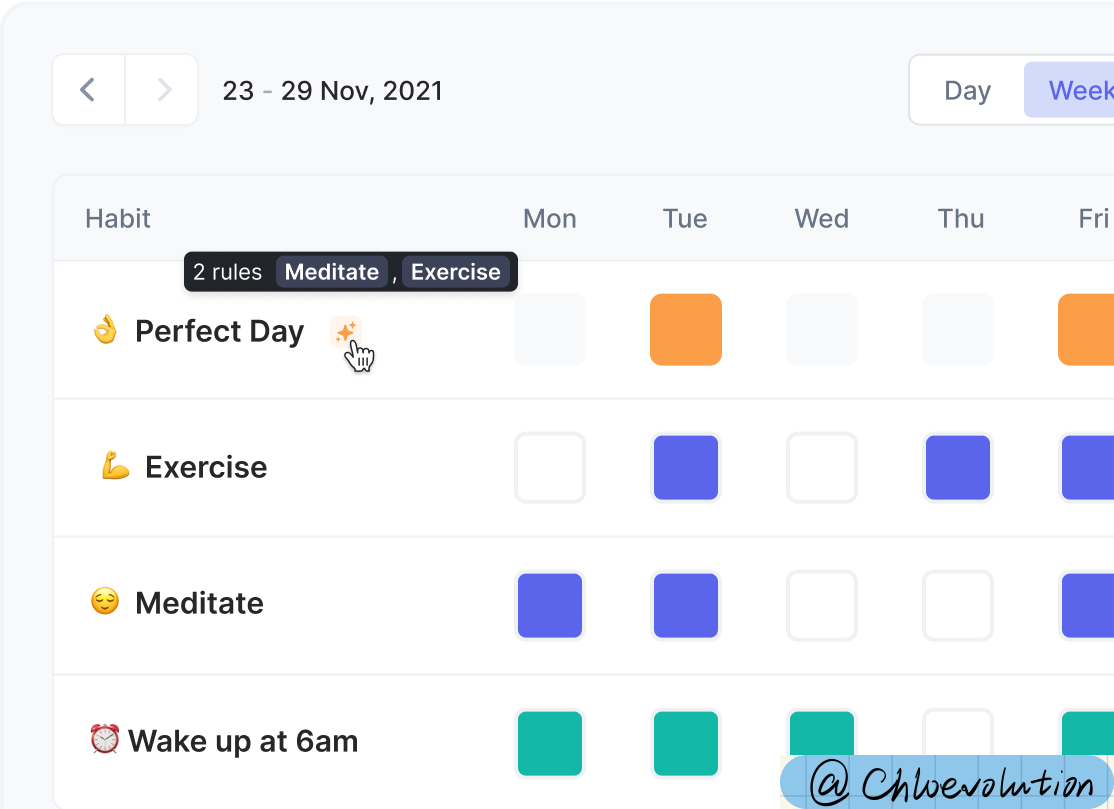 23 - 29 Nov, 2021
Day Week
Habit Mon Tue Wed Thu Fri
2 rules Meditate , Exercise
Perfect Day
Exercise
Meditate
Wake up at 6am
@Chloevolution